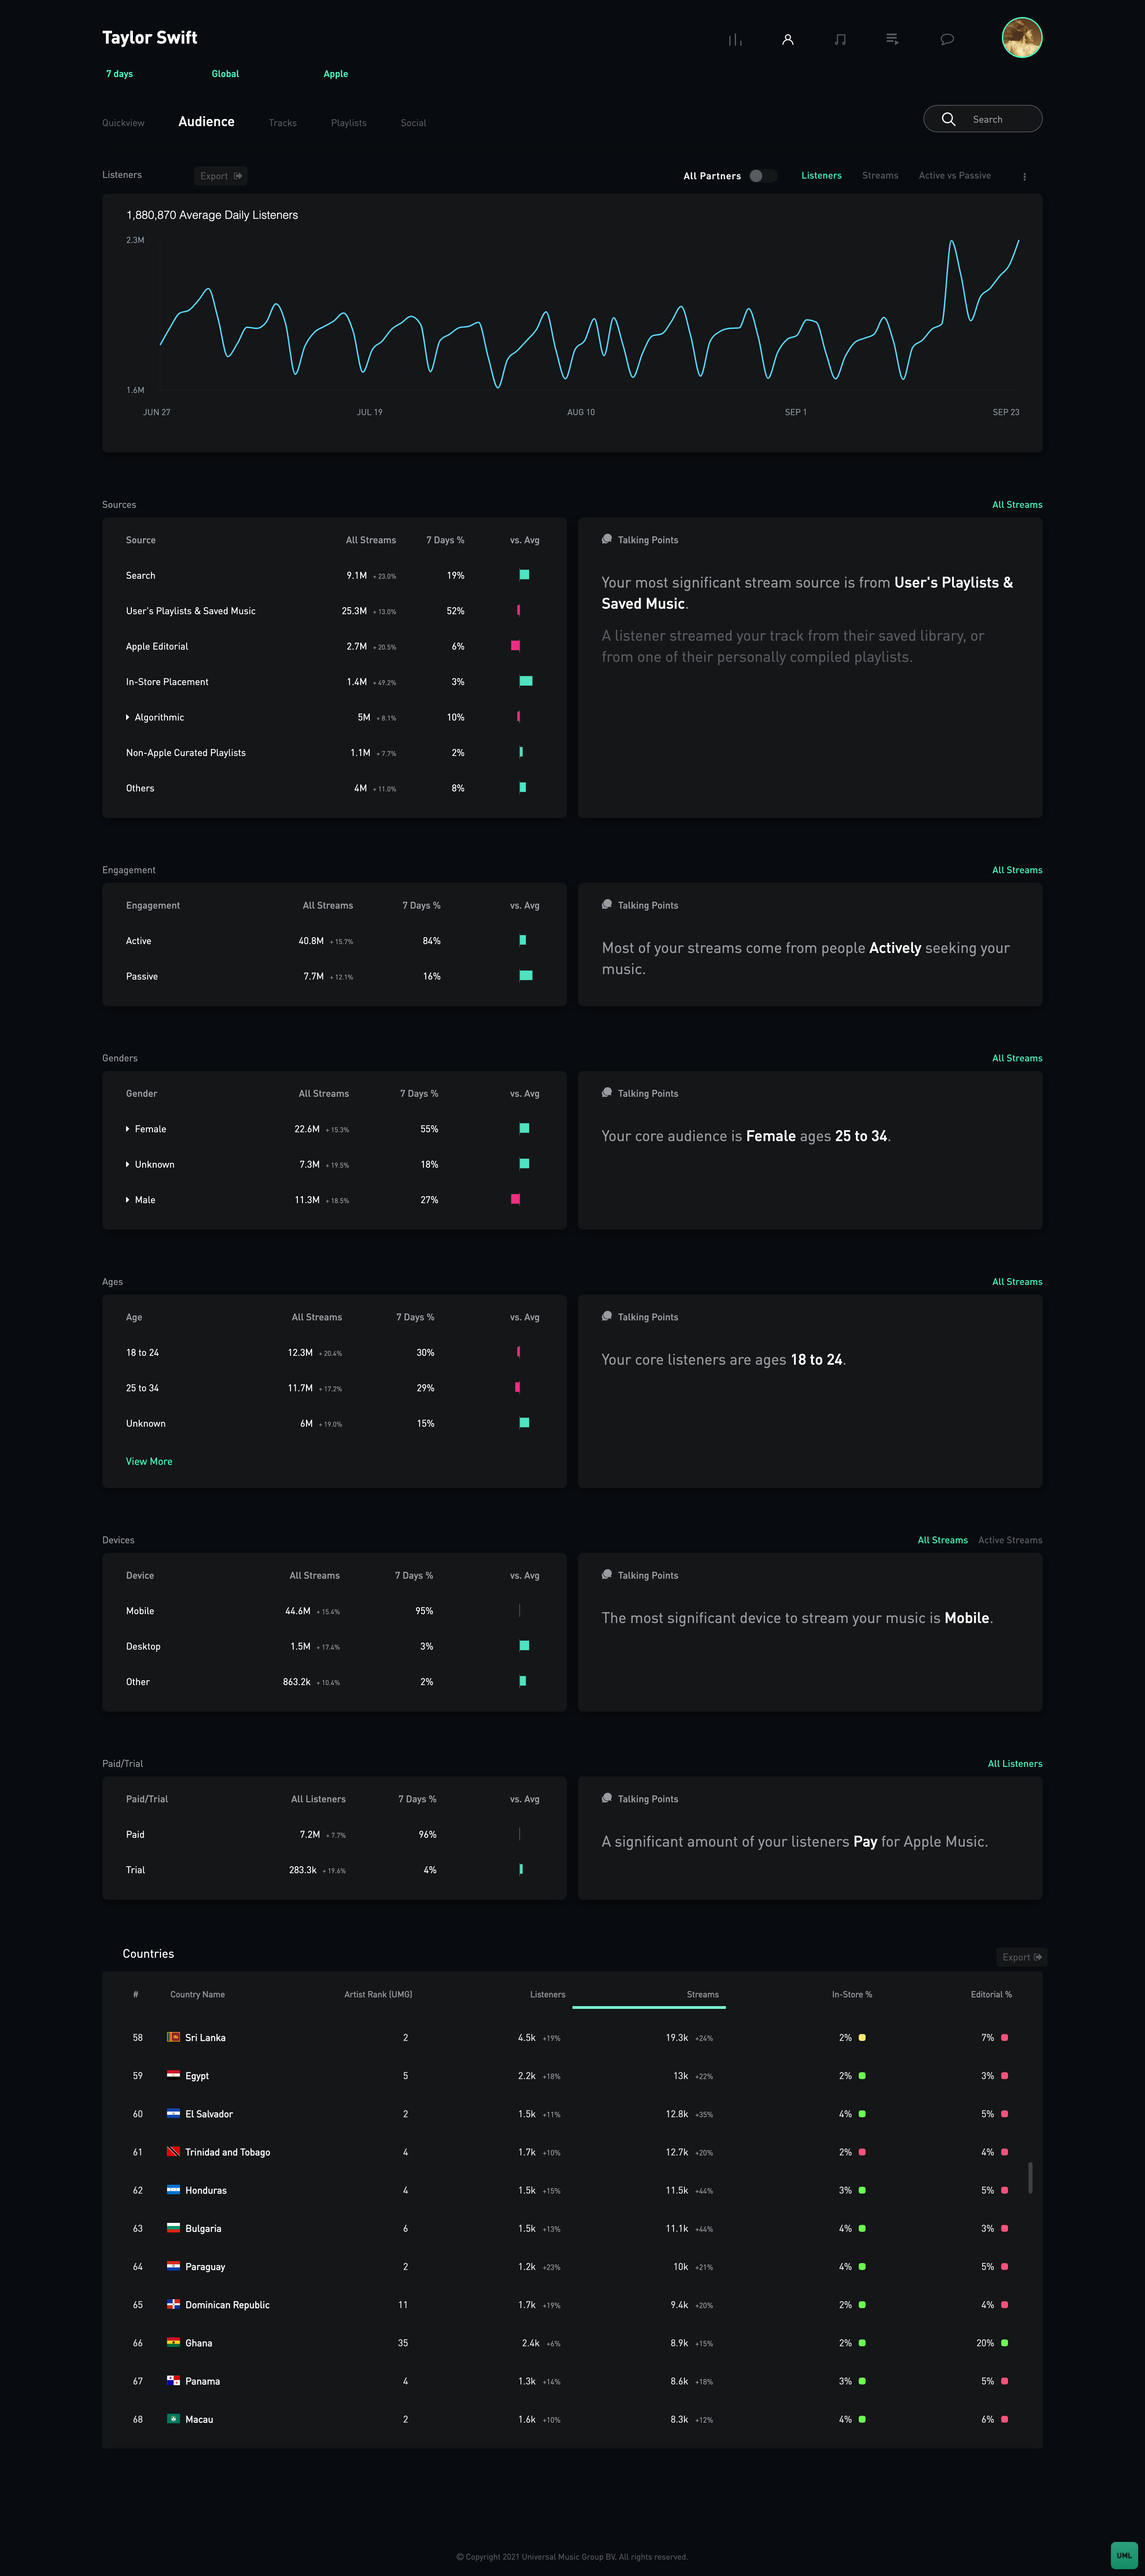 Taylor Swift
7 days Global Apple
Quickview Audience Tracks Playlists Social
Search
Listeners Export All Partners Listeners Streams Active vs Passive
1,880,870 Average Daily Listeners
2.3M
1.6M
JUN 27 JUL 19 AUG 10 SEP 1 SEP 23
Sources All Streams
Source All Streams 7 Days % vs. Avg
Search 9.1M + 23.0% 19%
User's Playlists & Saved Music 25.3M + 13.0% 52%
Apple Editorial 2.7M + 20.5% 6%
In-Store Placement 1.4M + 49.2% 3%
Algorithmic 5M + 8.1% 10%
Non-Apple Curated Playlists 1.1M + 7.7% 2%
Others 4M + 11.0% 8%
Talking Points
Your most significant stream source is from User's Playlists &
Saved Music.
A listener streamed your track from their saved library, or
from one of their personally compiled playlists.
Engagement All Streams
Engagement All Streams 7 Days % vs. Avg
Active 40.8M + 15.7% 84%
Passive 7.7M + 12.1% 16%
Talking Points
Most of your streams come from people Actively seeking your
music.
Genders All Streams
Gender All Streams 7 Days % vs. Avg
Female 22.6M + 15.3% 55%
Unknown 7.3M + 19.5% 18%
Male 11.3M + 18.5% 27%
Talking Points
Your core audience is Female ages 25 to 34.
Ages All Streams
Age All Streams 7 Days % vs. Avg
18 to 24 12.3M + 20.4% 30%
25 to 34 11.7M + 17.2% 29%
Unknown 6M + 19.0% 15%
View More
Talking Points
Your core listeners are ages 18 to 24.
Devices All Streams Active Streams
Device All Streams 7 Days % vs. Avg
Mobile 44.6M + 15.4% 95%
Desktop 1.5M + 17.4% 3%
Other 863.2k + 10.4% 2%
Talking Points
The most significant device to stream your music is Mobile.
Paid/Trial All Listeners
Paid/Trial All Listeners 7 Days % vs. Avg
Paid 7.2M + 7.7% 96%
Trial 283.3k + 19.6% 4%
Talking Points
A significant amount of your listeners Pay for Apple Music.
Countries Export
# Country Name Artist Rank (UMG) Listeners Streams In-Store % Editorial %
58 Sri Lanka 2 4.5k +19% 19.3k +24% 2% 7%
59 Egypt 5 2.2k +18% 13k +22% 2% 3%
60 El Salvador 2 1.5k +11% 12.8k +35% 4% 5%
61 Trinidad and Tobago 4 1.7k +10% 12.7k +20% 2% 4%
62 Honduras 4 1.5k +15% 11.5k +44% 3% 5%
63 Bulgaria 6 1.5k +13% 11.1k +44% 4% 3%
64 Paraguay 2 1.2k +23% 10k +21% 4% 5%
65 Dominican Republic 11 1.7k +19% 9.4k +20% 2% 4%
66 Ghana 35 2.4k +6% 8.9k +15% 2% 20%
67 Panama 4 1.3k +14% 8.6k +18% 3% 5%
68 Macau 2 1.6k +10% 8.3k +12% 4% 6%
© Copyright 2021 Universal Music Group BV. All rights reserved.
UML